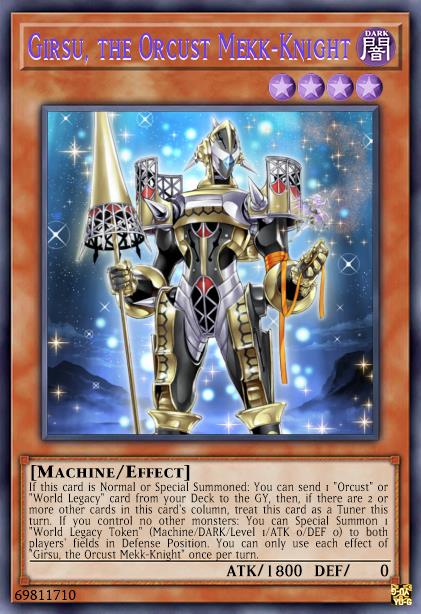 Girsu, the Orcust Mekk-Knight
DARK
闇
[Machine/Effect]
If this card is Normal or Special Summoned: You can send 1 "Orcust" or
"World Legacy" card from your Deck to the GY, then, if there are 2 or
more other cards in this card's column, treat this card as a Tuner this
turn. If you control no other monsters: You can Special Summon 1
"World Legacy Token" (Machine/DARK/Level 1/ATK 0/DEF 0) to both
players' fields in Defense Position. You can only use each effect of
"Girsu, the Orcust Mekk-Knight" once per turn.
ATK/1800 DEF/ 0
69811710